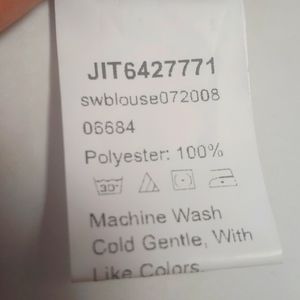 JIT6427771
swblouse072008
06684
Polyester: 100%
30°
Machine Wash
Cold Gentle, With
Like Colors.